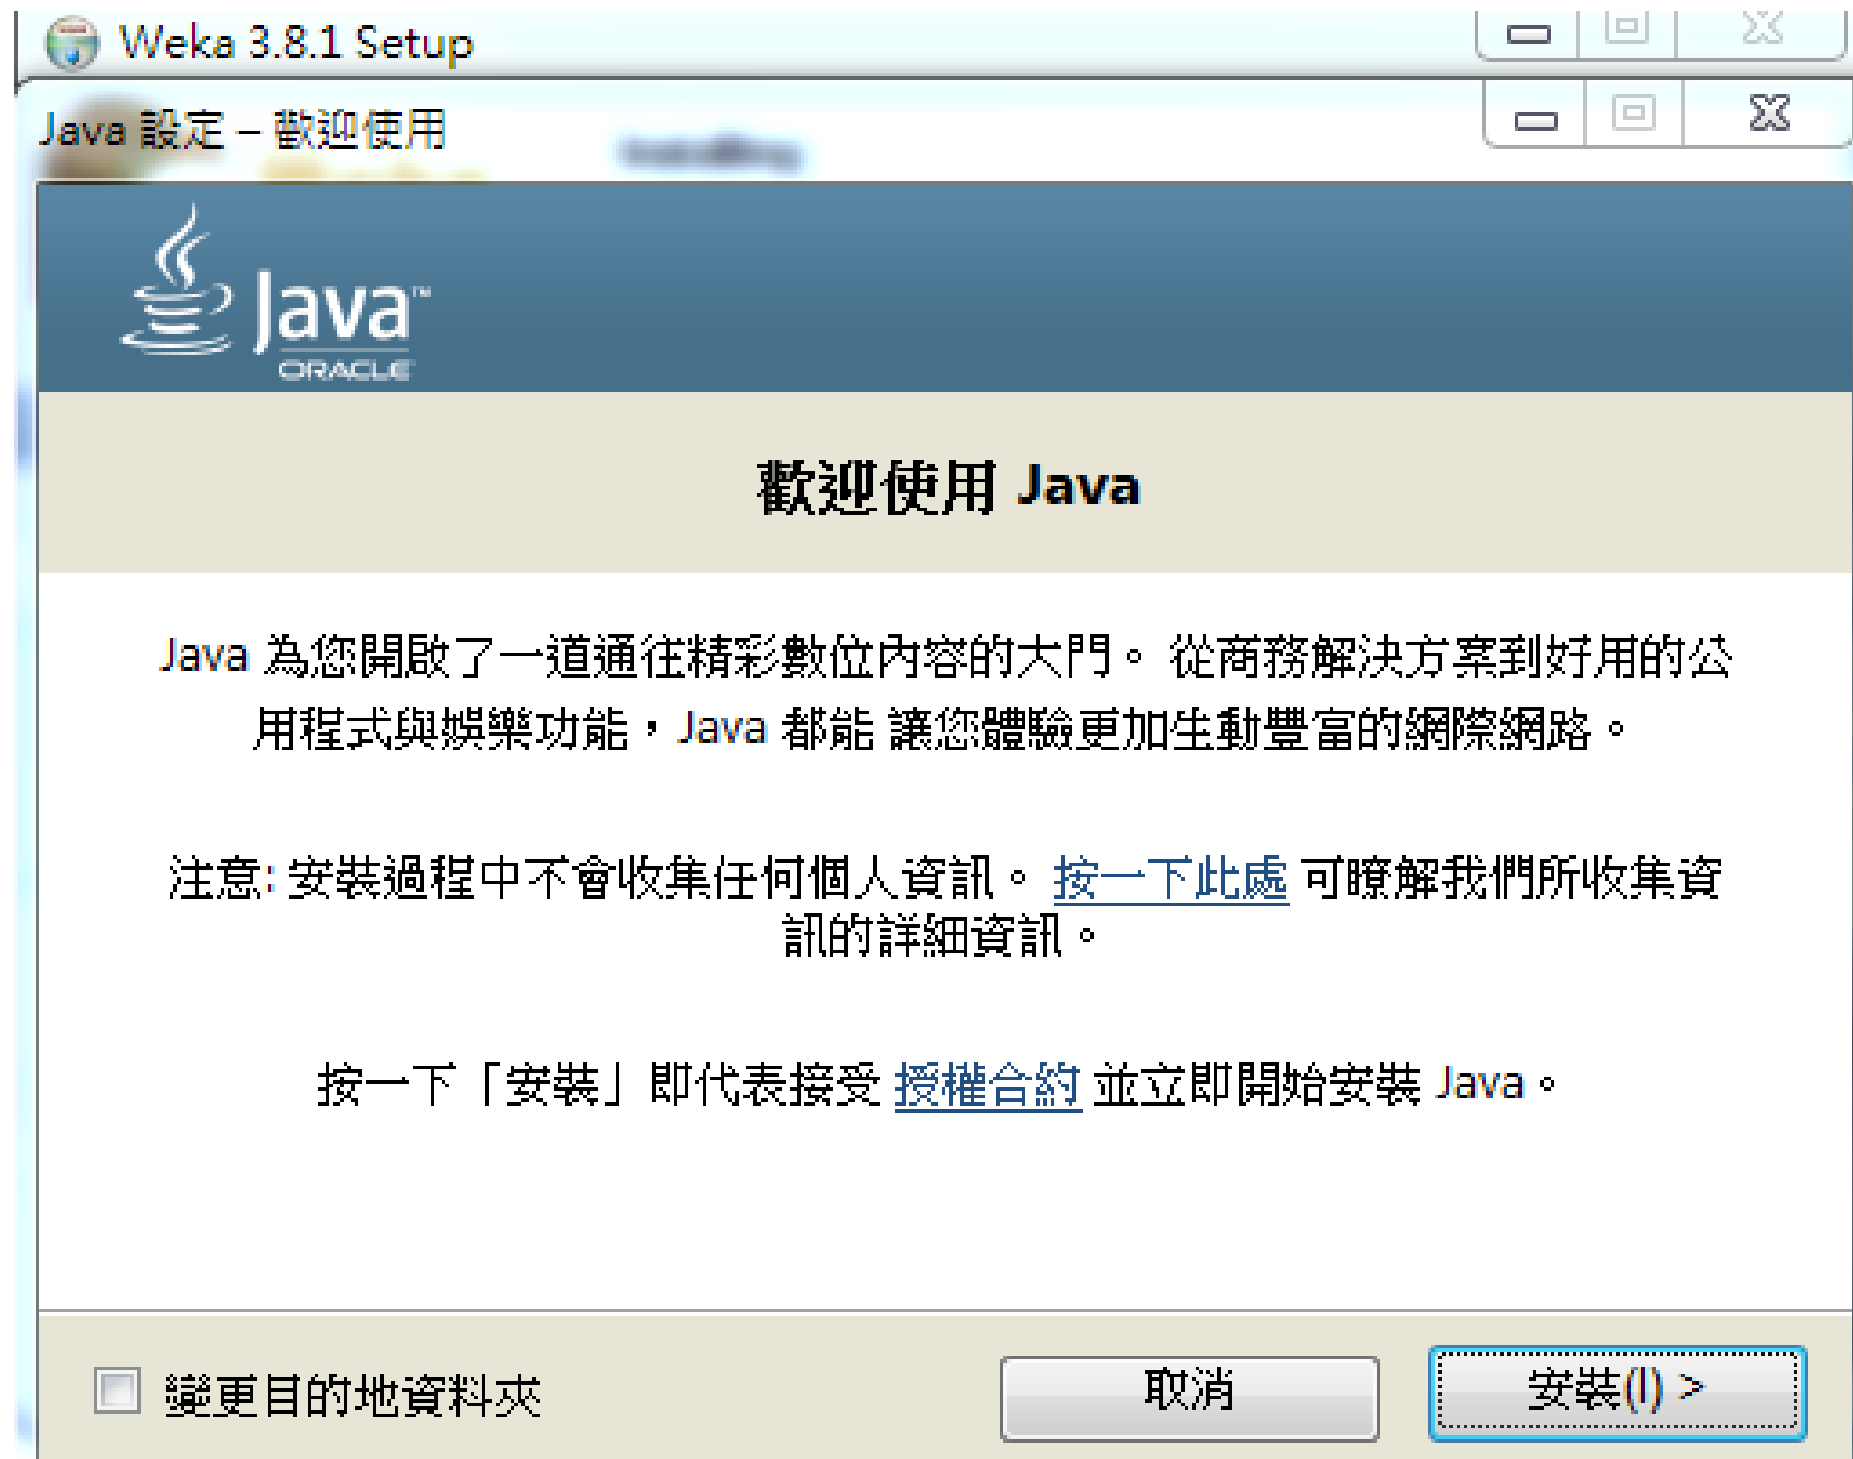 Weka 3.8.1 Setup
Java 設定 – 歡迎使用
Installing
Java™
ORACLE
歡迎使用 Java
Java 為您開啟了一道通往精彩數位內容的大門。 從商務解決方案到好用的公
用程式與娛樂功能，Java 都能 讓您體驗更加生動豐富的網際網路。
注意: 安裝過程中不會收集任何個人資訊。 按一下此處 可瞭解我們所收集資
訊的詳細資訊。
按一下「安裝」即代表接受 授權合約 並立即開始安裝 Java。
變更目的地資料夾
取消
安裝(I) >